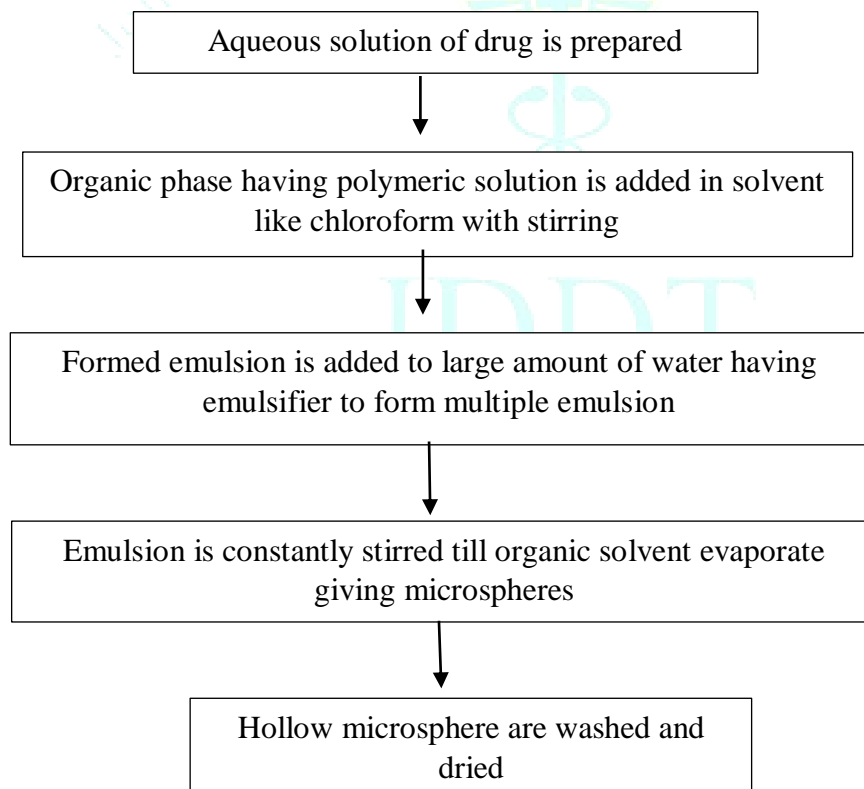 Aqueous solution of drug is prepared
Organic phase having polymeric solution is added in solvent
like chloroform with stirring
JDDT
Formed emulsion is added to large amount of water having
emulsifier to form multiple emulsion
Emulsion is constantly stirred till organic solvent evaporate
giving microspheres
Hollow microsphere are washed and
dried